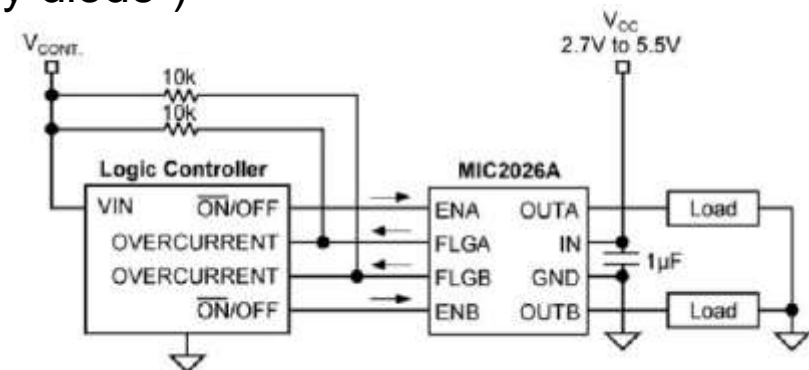 y diode )
VCONT.
VCC
2.7V to 5.5V
10k
10k
Logic Controller
MIC2026A
VIN ON/OFF
ENA OUTA
Load
OVERCURRENT
FLGA IN
1µF
OVERCURRENT
FLGB GND
ON/OFF
ENB OUTB
Load